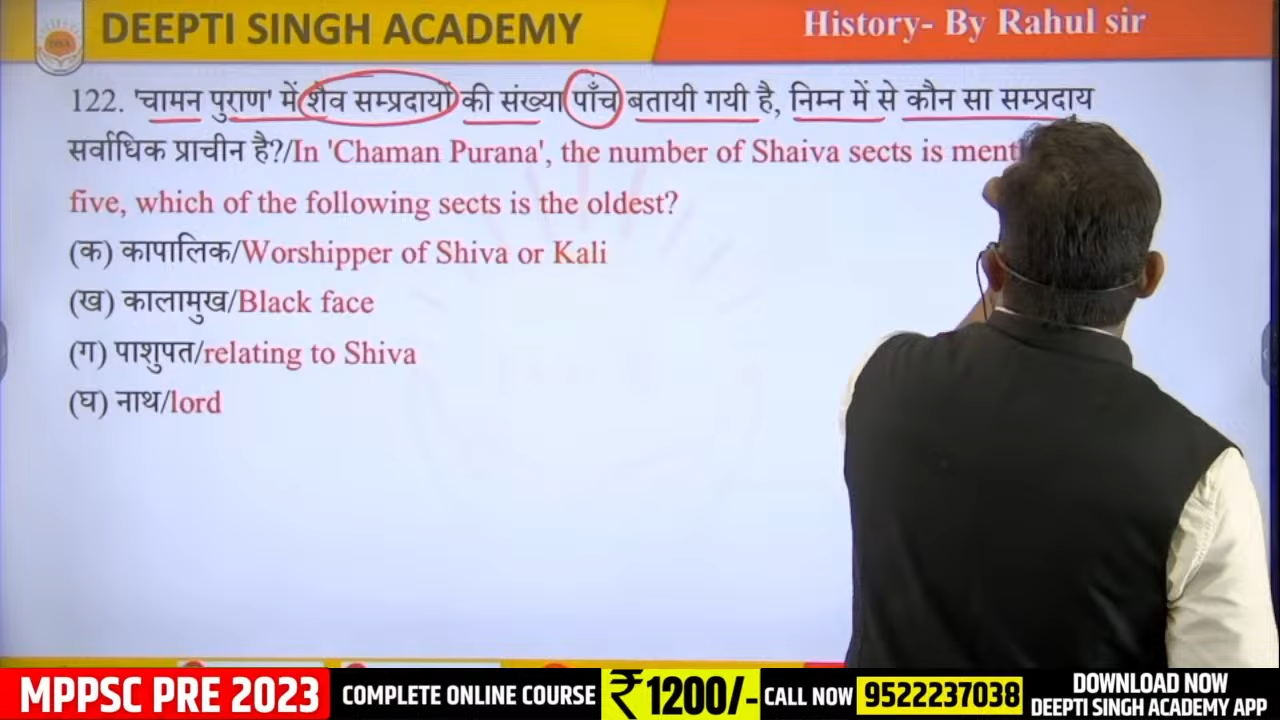 DEEPTI SINGH ACADEMY
History- By Rahul sir
122. 'चामन पुराण' में शैव सम्प्रदायों की संख्या पाँच बतायी गयी है, निम्न में से कौन सा सम्प्रदाय
सर्वाधिक प्राचीन है?/In 'Chaman Purana', the number of Shaiva sects is ment
five, which of the following sects is the oldest?
(क) कापालिक/Worshipper of Shiva or Kali
(ख) कालामुख/Black face
(ग) पाशुपत/relating to Shiva
(घ) नाथ/lord
MPPSC PRE 2023 COMPLETE ONLINE COURSE ₹1200/- CALL NOW 9522237038 DOWNLOAD NOW
DEEPTI SINGH ACADEMY APP